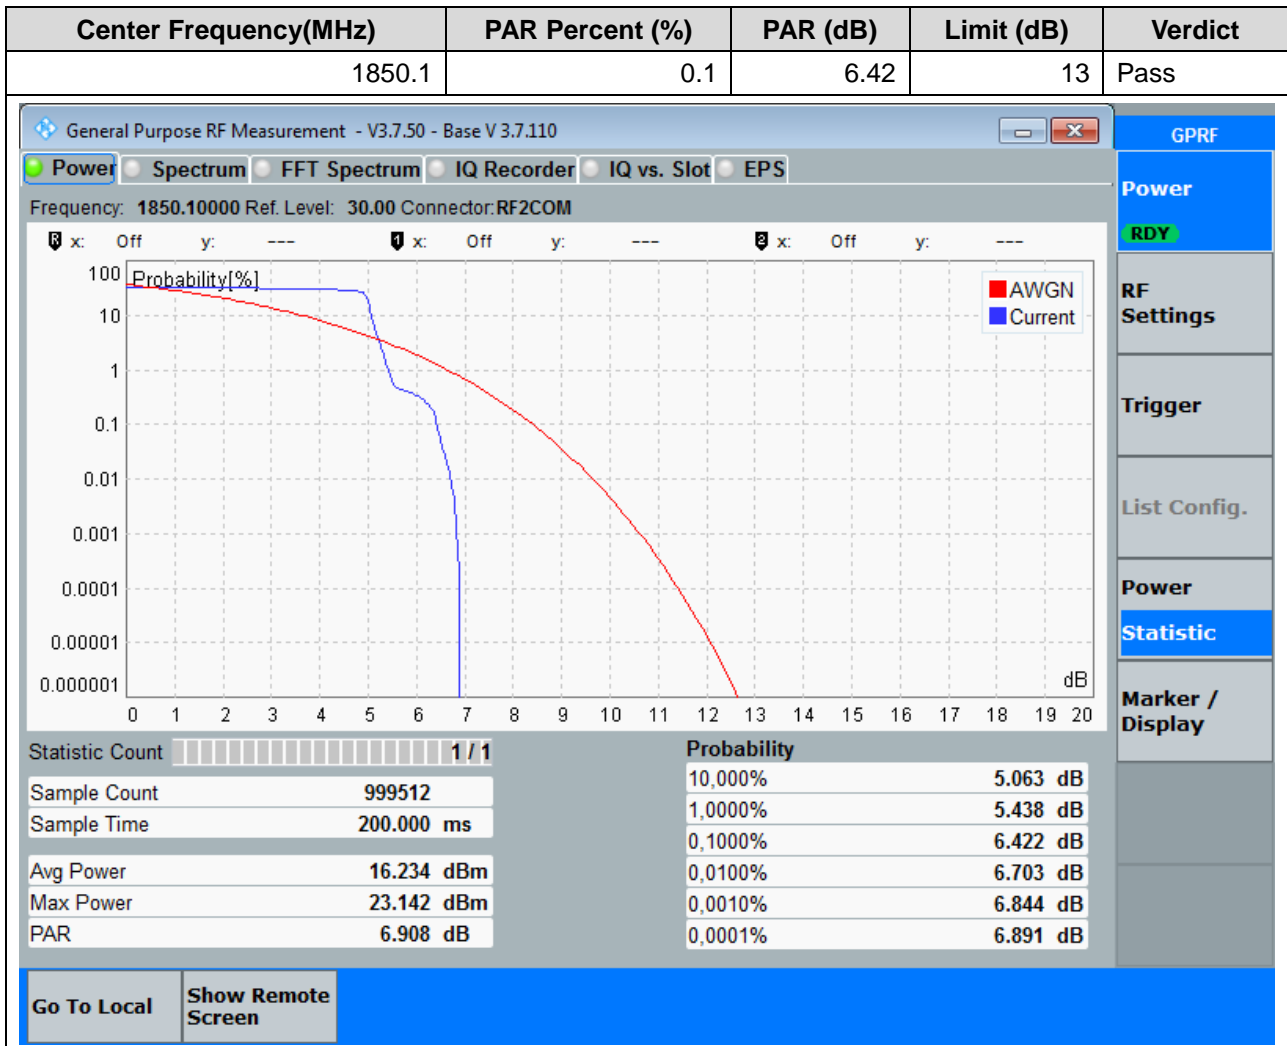 Center Frequency(MHz) PAR Percent (%) PAR (dB) Limit (dB) Verdict
1850.1 0.1 6.42 13 Pass
General Purpose RF Measurement - V3.7.50 - Base V 3.7.110
GPRF
Power Spectrum FFT Spectrum IQ Recorder IQ vs. Slot EPS
Frequency: 1850.10000 Ref. Level: 30.00 Connector: RF2COM
Power
RDY
R x: Off y: --- 1 x: Off y: --- 2 x: Off y: ---
Probability[%]
AWGN
Current
100
10
1
0.1
0.01
0.001
0.0001
0.00001
0.000001
dB
0 1 2 3 4 5 6 7 8 9 10 11 12 13 14 15 16 17 18 19 20
RF
Settings
Trigger
List Config.
Power
Statistic
Marker /
Display
Statistic Count 1 / 1
Sample Count 999512
Sample Time 200.000 ms
Avg Power 16.234 dBm
Max Power 23.142 dBm
PAR 6.908 dB
Probability
10,000% 5.063 dB
1,0000% 5.438 dB
0,1000% 6.422 dB
0,0100% 6.703 dB
0,0010% 6.844 dB
0,0001% 6.891 dB
Go To Local
Show Remote
Screen